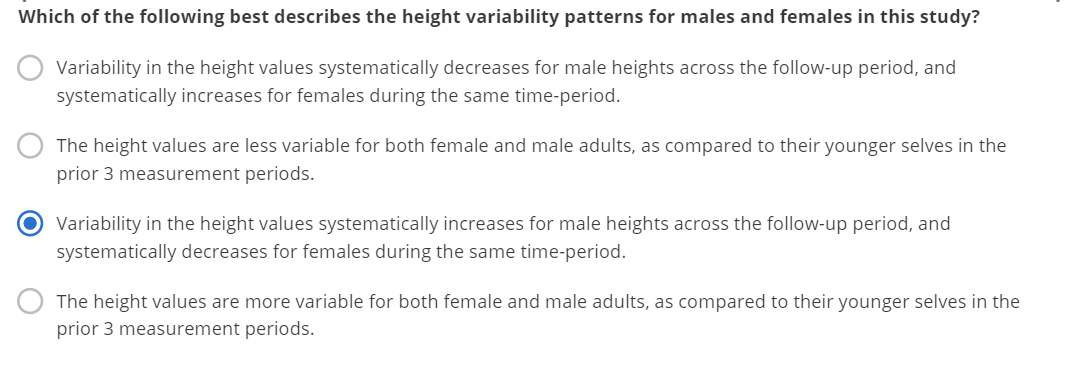 Which of the following best describes the height variability patterns for males and females in this study?
Variability in the height values systematically decreases for male heights across the follow-up period, and
systematically increases for females during the same time-period.
The height values are less variable for both female and male adults, as compared to their younger selves in the
prior 3 measurement periods.
Variability in the height values systematically increases for male heights across the follow-up period, and
systematically decreases for females during the same time-period.
The height values are more variable for both female and male adults, as compared to their younger selves in the
prior 3 measurement periods.